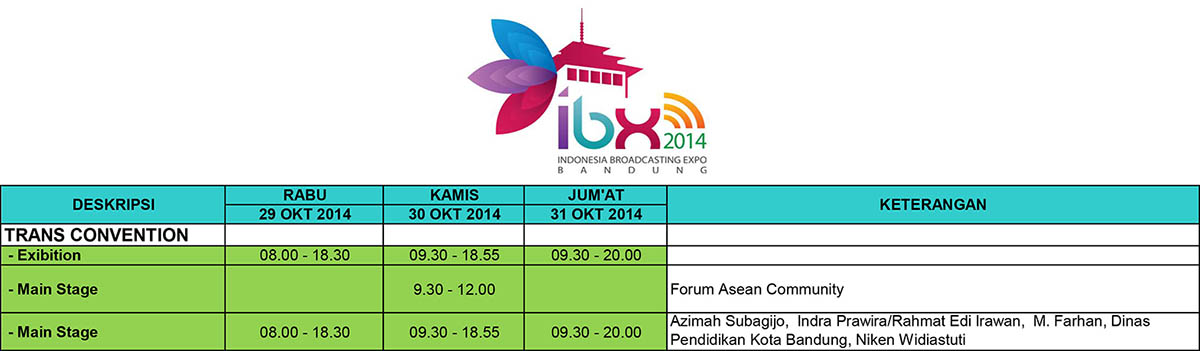 ibx
2014
INDONESIA BROADCASTING EXPO
BANDUNG
DESKRIPSI RABU KAMIS JUM'AT KETERANGAN
29 OKT 2014 30 OKT 2014 31 OKT 2014
TRANS CONVENTION
- Exibition 08.00 - 18.30 09.30 - 18.55 09.30 - 20.00
- Main Stage 9.30 - 12.00 Forum Asean Community
- Main Stage 08.00 - 18.30 09.30 - 18.55 09.30 - 20.00 Azimah Subagijo, Indra Prawira/Rahmat Edi Irawan, M. Farhan, Dinas
Pendidikan Kota Bandung, Niken Widiastuti